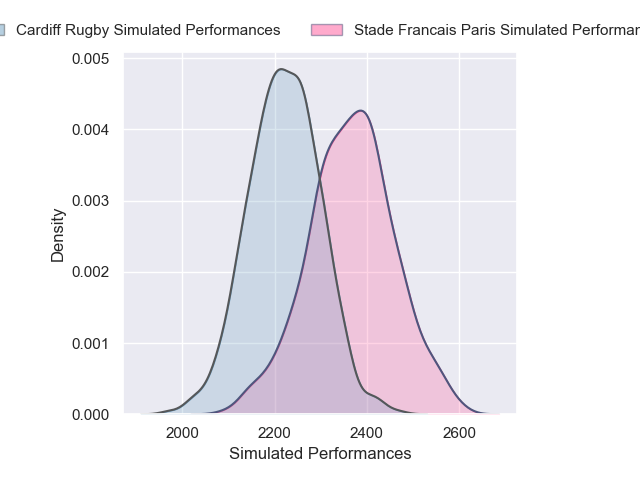 Cardiff Rugby Simulated Performances Stade Francais Paris Simulated
0.005
0.004
0.003
0.002
0.001
0.000
Density
2000 2200 2400 2600
Simulated Performances